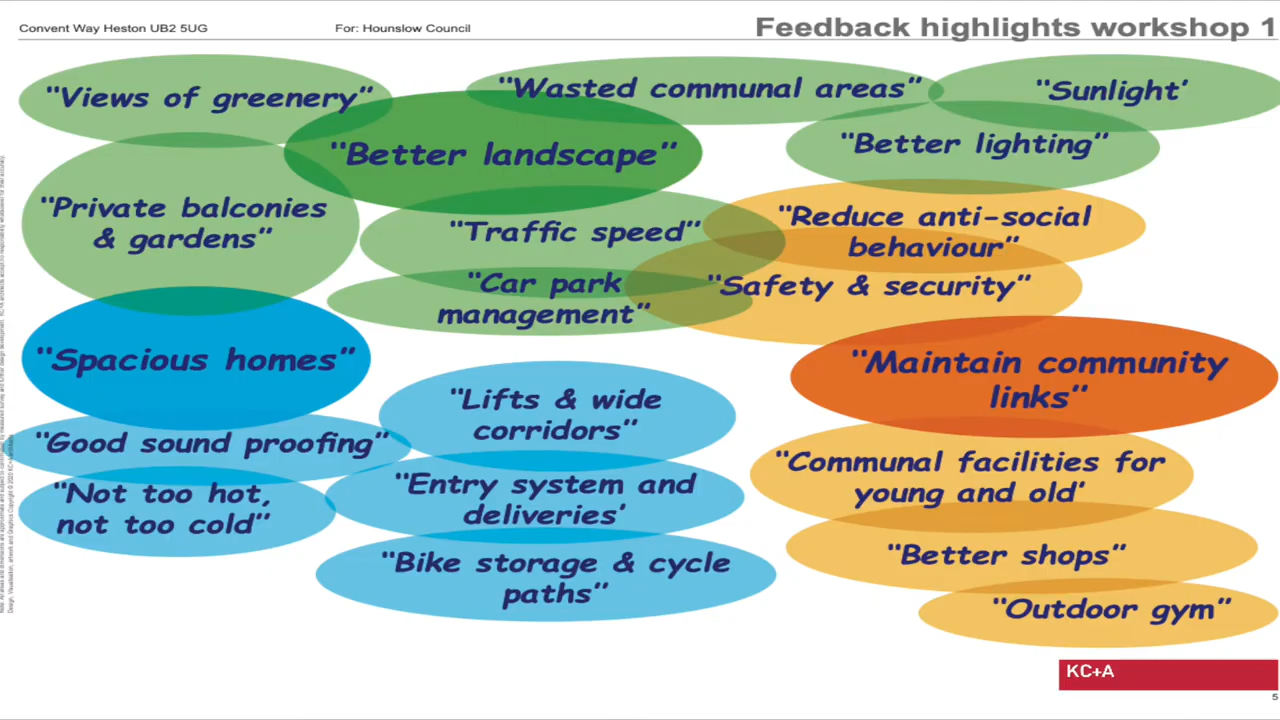 Convent Way Heston UB2 5UG
For: Hounslow Council
Feedback highlights workshop 1
"Views of greenery"
"Wasted communal areas"
"Sunlight'
"Better landscape"
"Better lighting"
"Private balconies
& gardens"
"Traffic speed"
"Reduce anti-social
behaviour"
"Car park
management"
"Safety & security"
"Spacious homes"
"Maintain community
links"
"Lifts & wide
corridors"
"Good sound proofing"
"Communal facilities for
young and old'
"Not too hot,
not too cold"
"Entry system and
deliveries'
"Better shops"
"Bike storage & cycle
paths"
"Outdoor gym"
KC+A
5